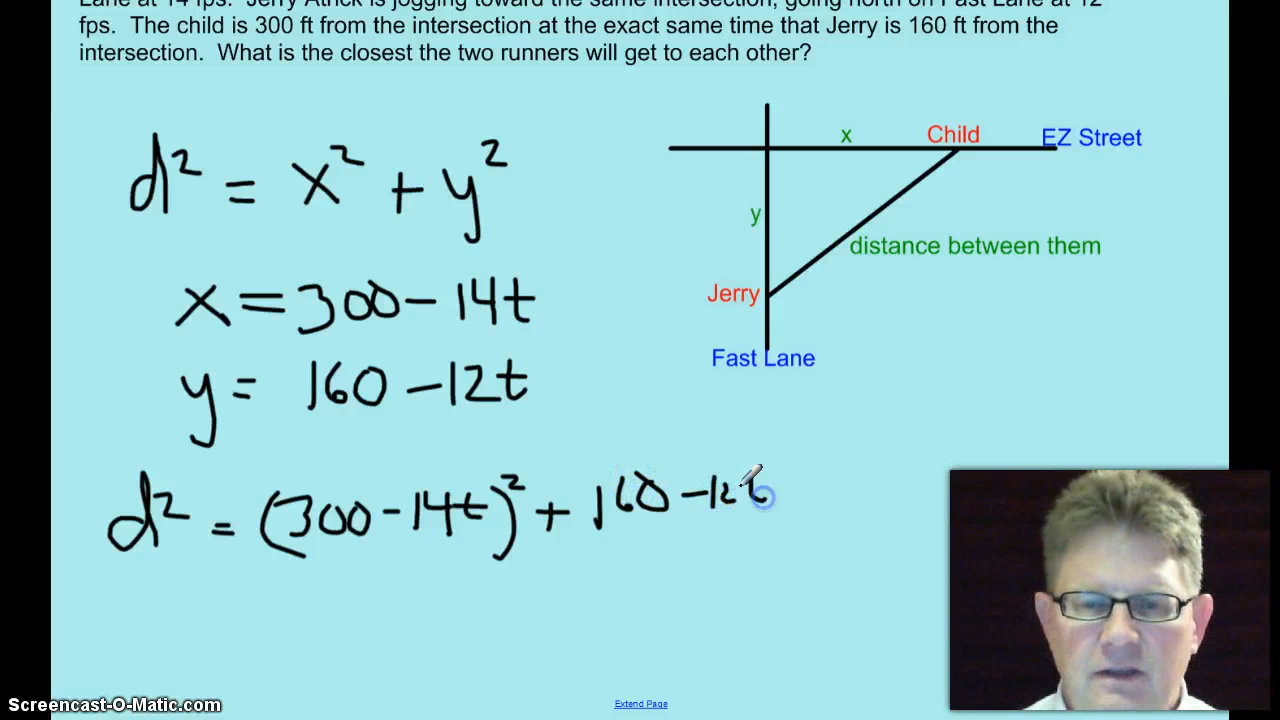 Lane at 14 fps. Jerry Atrick is jogging toward the same intersection, going north on Fast Lane at 12
fps. The child is 300 ft from the intersection at the exact same time that Jerry is 160 ft from the
intersection. What is the closest the two runners will get to each other?
d² = x² + y²
x = 300 - 14t
y = 160 - 12t
d² = (300 - 14t)² + 160 - 12t
x
Child
EZ Street
y
distance between them
Jerry
Fast Lane
Screencast-O-Matic.com
Extend Page